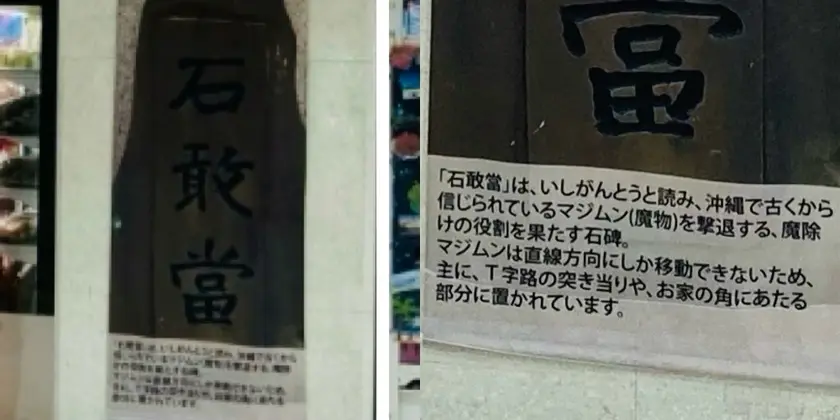 石
敢
當
當
「石敢當」は、いしがんとうと読み、沖縄で古くから
信じられているマジムン(魔物)を撃退する、魔除
けの役割を果たす石碑。
マジムンは直線方向にしか移動できないため、
主に、T字路の突き当りや、お家の角にあたる
部分に置かれています。